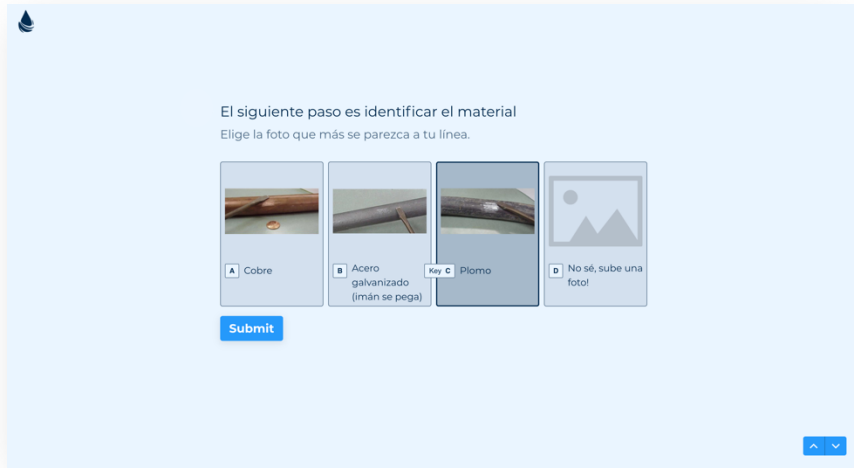 El siguiente paso es identificar el material
Elige la foto que más se parezca a tu línea.
A Cobre
B Acero
galvanizado
(imán se pega)
Key C Plomo
D No sé, sube una
foto!
Submit